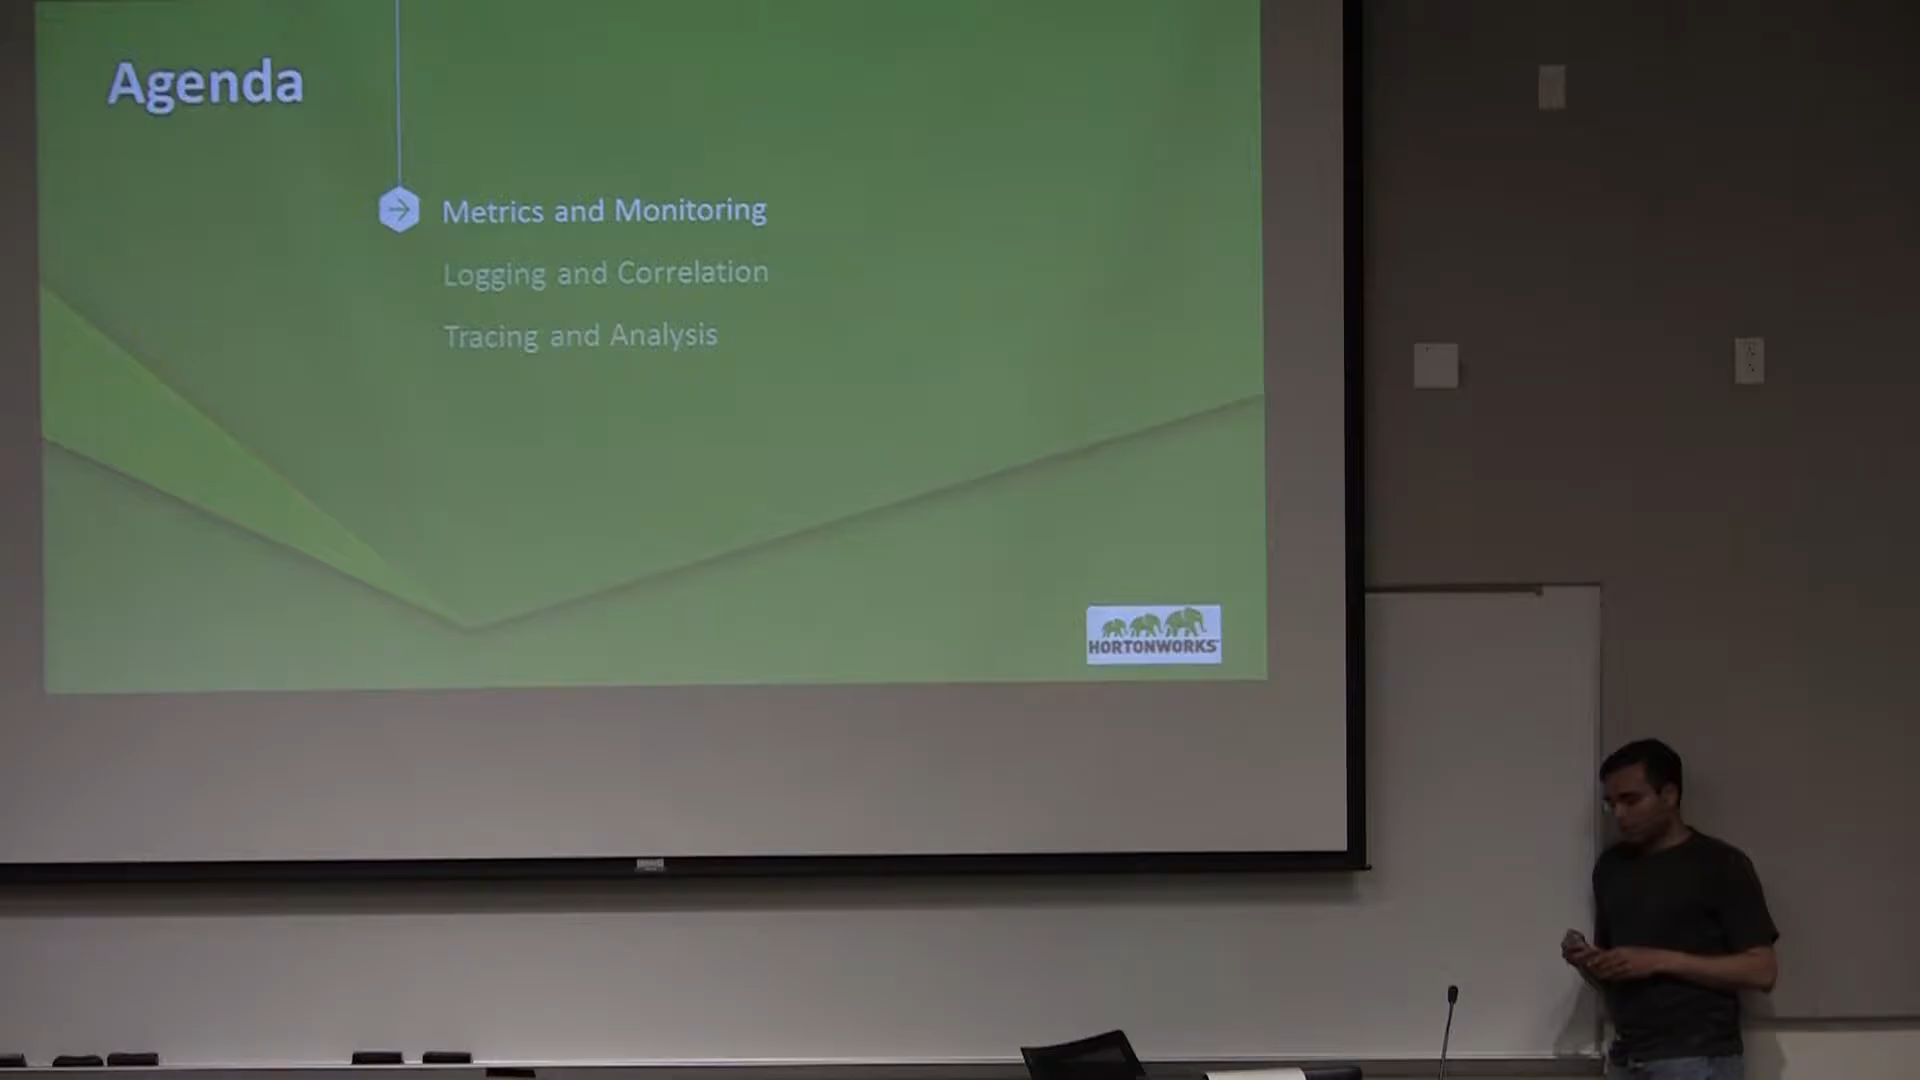 Agenda
Metrics and Monitoring
Logging and Correlation
Tracing and Analysis
HORTONWORKS